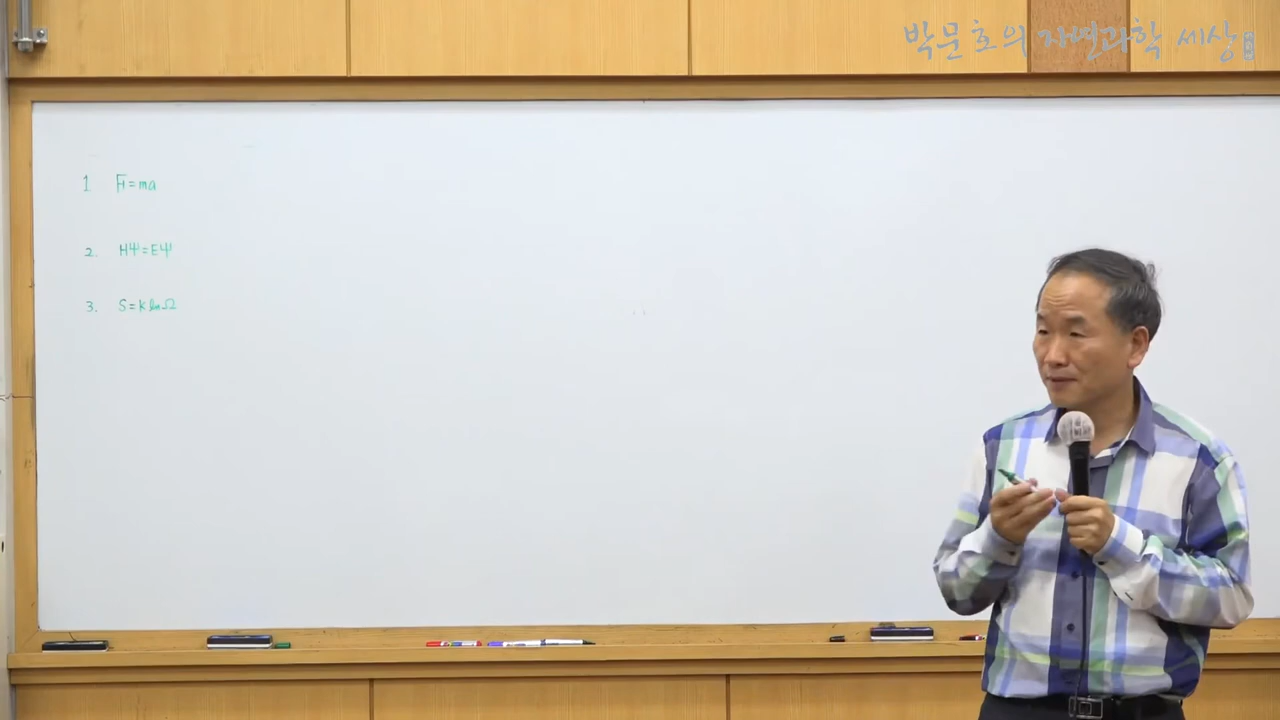 박문호의 자연과학 세상
1 F=ma
2. HΨ=EΨ
3. S=k ln Ω